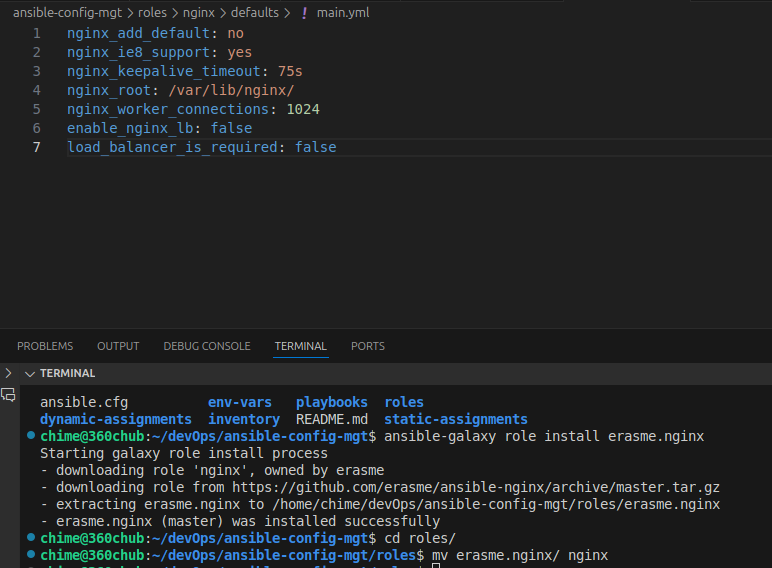 ansible-config-mgt > roles > nginx > defaults > ! main.yml
1 nginx_add_default: no
2 nginx_ie8_support: yes
3 nginx_keepalive_timeout: 75s
4 nginx_root: /var/lib/nginx/
5 nginx_worker_connections: 1024
6 enable_nginx_lb: false
7 load_balancer_is_required: false
PROBLEMS OUTPUT DEBUG CONSOLE TERMINAL PORTS
TERMINAL
ansible.cfg env-vars playbooks roles
dynamic-assignments inventory README.md static-assignments
chime@360chub:~/devOps/ansible-config-mgt$ ansible-galaxy role install erasme.nginx
Starting galaxy role install process
- downloading role 'nginx', owned by erasme
- downloading role from https://github.com/erasme/ansible-nginx/archive/master.tar.gz
- extracting erasme.nginx to /home/chime/devOps/ansible-config-mgt/roles/erasme.nginx
- erasme.nginx (master) was installed successfully
chime@360chub:~/devOps/ansible-config-mgt$ cd roles/
chime@360chub:~/devOps/ansible-config-mgt/roles$ mv erasme.nginx/ nginx